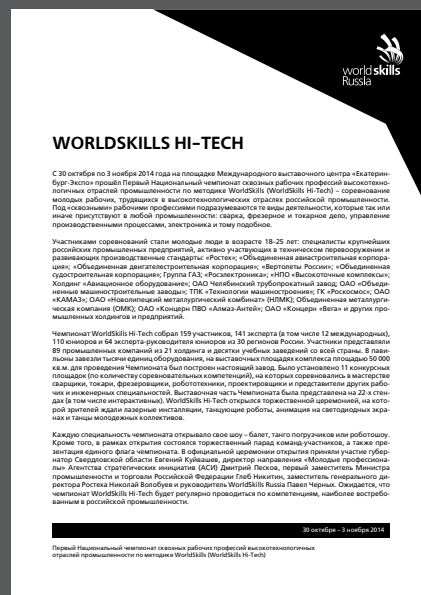 world skills
Russia
WORLDSKILLS HI-TECH
С 30 октября по 3 ноября 2014 года на площадке Международного выставочного центра «Екатерин-
бург-Экспо» прошёл Первый Национальный чемпионат сквозных рабочих профессий высокотехно-
логичных отраслей промышленности по методике WorldSkills (WorldSkills Hi-Tech) – соревнование
молодых рабочих, трудящихся в высокотехнологичных отраслях российской промышленности.
Под «сквозными» рабочими профессиями подразумеваются те виды деятельности, которые так или
иначе присутствуют в любой промышленности: сварка, фрезерное и токарное дело, управление
производственными процессами, электроника и тому подобное.
Участниками соревнований стали молодые люди в возрасте 18–25 лет: специалисты крупнейших
российских промышленных предприятий, активно участвующих в техническом перевооружении и
развивающих производственные стандарты: «Ростех»; «Объединенная авиастроительная корпора-
ция»; «Объединенная двигателестроительная корпорация»; «Вертолеты России»; «Объединенная
судостроительная корпорация»; Группа ГАЗ; «Росэлектроника»; «НПО «Высокоточные комплексы»;
Холдинг «Авиационное оборудование»; ОАО Челябинский трубопрокатный завод; ОАО «Объеди-
ненные машиностроительные заводы»; ТПК «Технологии машиностроения»; ГК «Роскосмос»; ОАО
«КАМАЗ»; ОАО «Новолипецкий металлургический комбинат» (НЛМК); Объединенная металлурги-
ческая компания (ОМК); ОАО «Концерн ПВО «Алмаз-Антей»; ОАО «Концерн «Вега» и других про-
мышленных холдингов и предприятий.
Чемпионат WorldSkills Hi-Tech собрал 159 участников, 141 эксперта (в том числе 12 международных),
110 юниоров и 64 эксперта-руководителя юниоров из 30 регионов России. Участники представляли
89 промышленных компаний из 21 холдинга и десятки учебных заведений со всей страны. В пави-
льоны завезли тысячи единиц оборудования, на выставочных площадях комплекса площадью 50 000
кв.м. для проведения Чемпионата был построен настоящий завод. Было установлено 11 конкурсных
площадок (по количеству соревновательных компетенций), на которых соревновались в мастерстве
сварщики, токари, фрезеровщики, робототехники, проектировщики и представители других рабо-
чих и инженерных специальностей. Выставочная часть Чемпионата была представлена на 22-х стен-
дах (в том числе интерактивных). WorldSkills Hi-Tech открылся торжественной церемонией, на кото-
рой зрителей ждали лазерные инсталляции, танцующие роботы, анимация на светодиодных экра-
нах и танцы молодежных коллективов.
Каждую специальность чемпионата открывало свое шоу – балет, танго погрузчиков или роботошоу.
Кроме того, в рамках открытия состоялся торжественный парад команд-участников, а также пре-
зентация единого флага чемпионата. В официальной церемонии открытия приняли участие губер-
натор Свердловской области Евгений Куйвашев, директор направления «Молодые профессиона-
лы» Агентства стратегических инициатив (АСИ) Дмитрий Песков, первый заместитель Министра
промышленности и торговли Российской Федерации Глеб Никитин, заместитель генерального ди-
ректора Ростеха Николай Волобуев и руководитель WorldSkills Russia Павел Черных. Ожидается, что
чемпионат WorldSkills Hi-Tech будет регулярно проводиться по компетенциям, наиболее востребо-
ванным в российской промышленности.
30 октября – 3 ноября 2014
Первый Национальный чемпионат сквозных рабочих профессий высокотехнологичных
отраслей промышленности по методике WorldSkills (WorldSkills Hi-Tech)